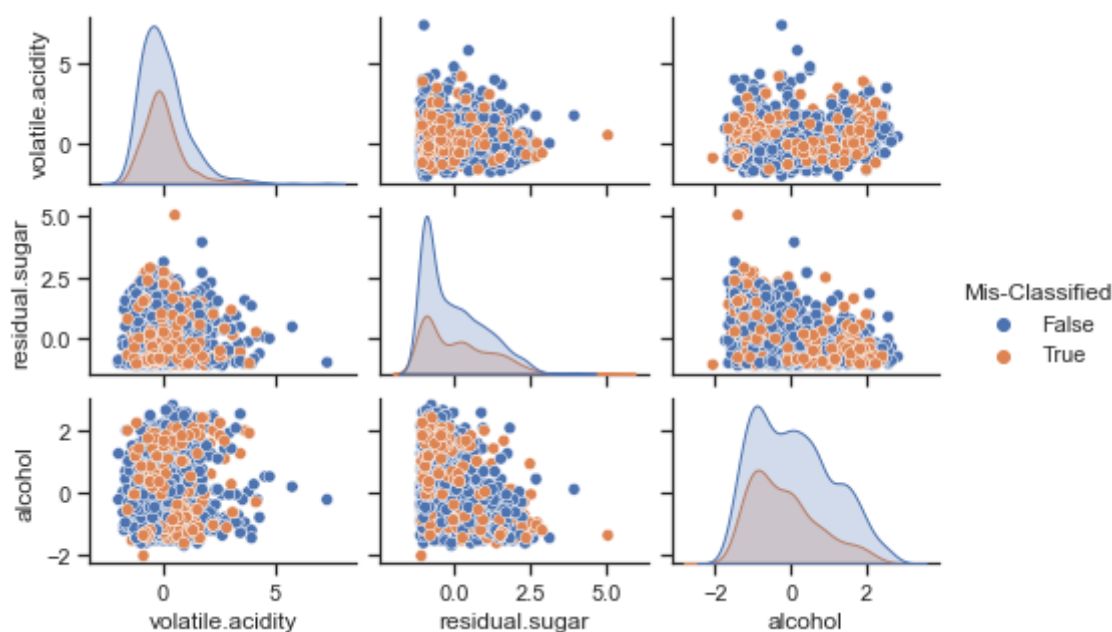 volatile.acidity
5
0
residual.sugar
5.0
2.5
0.0
alcohol
2
0
−2
0
5
volatile.acidity
0.0
2.5
5.0
residual.sugar
−2
0
2
alcohol
Mis-Classified
False
True